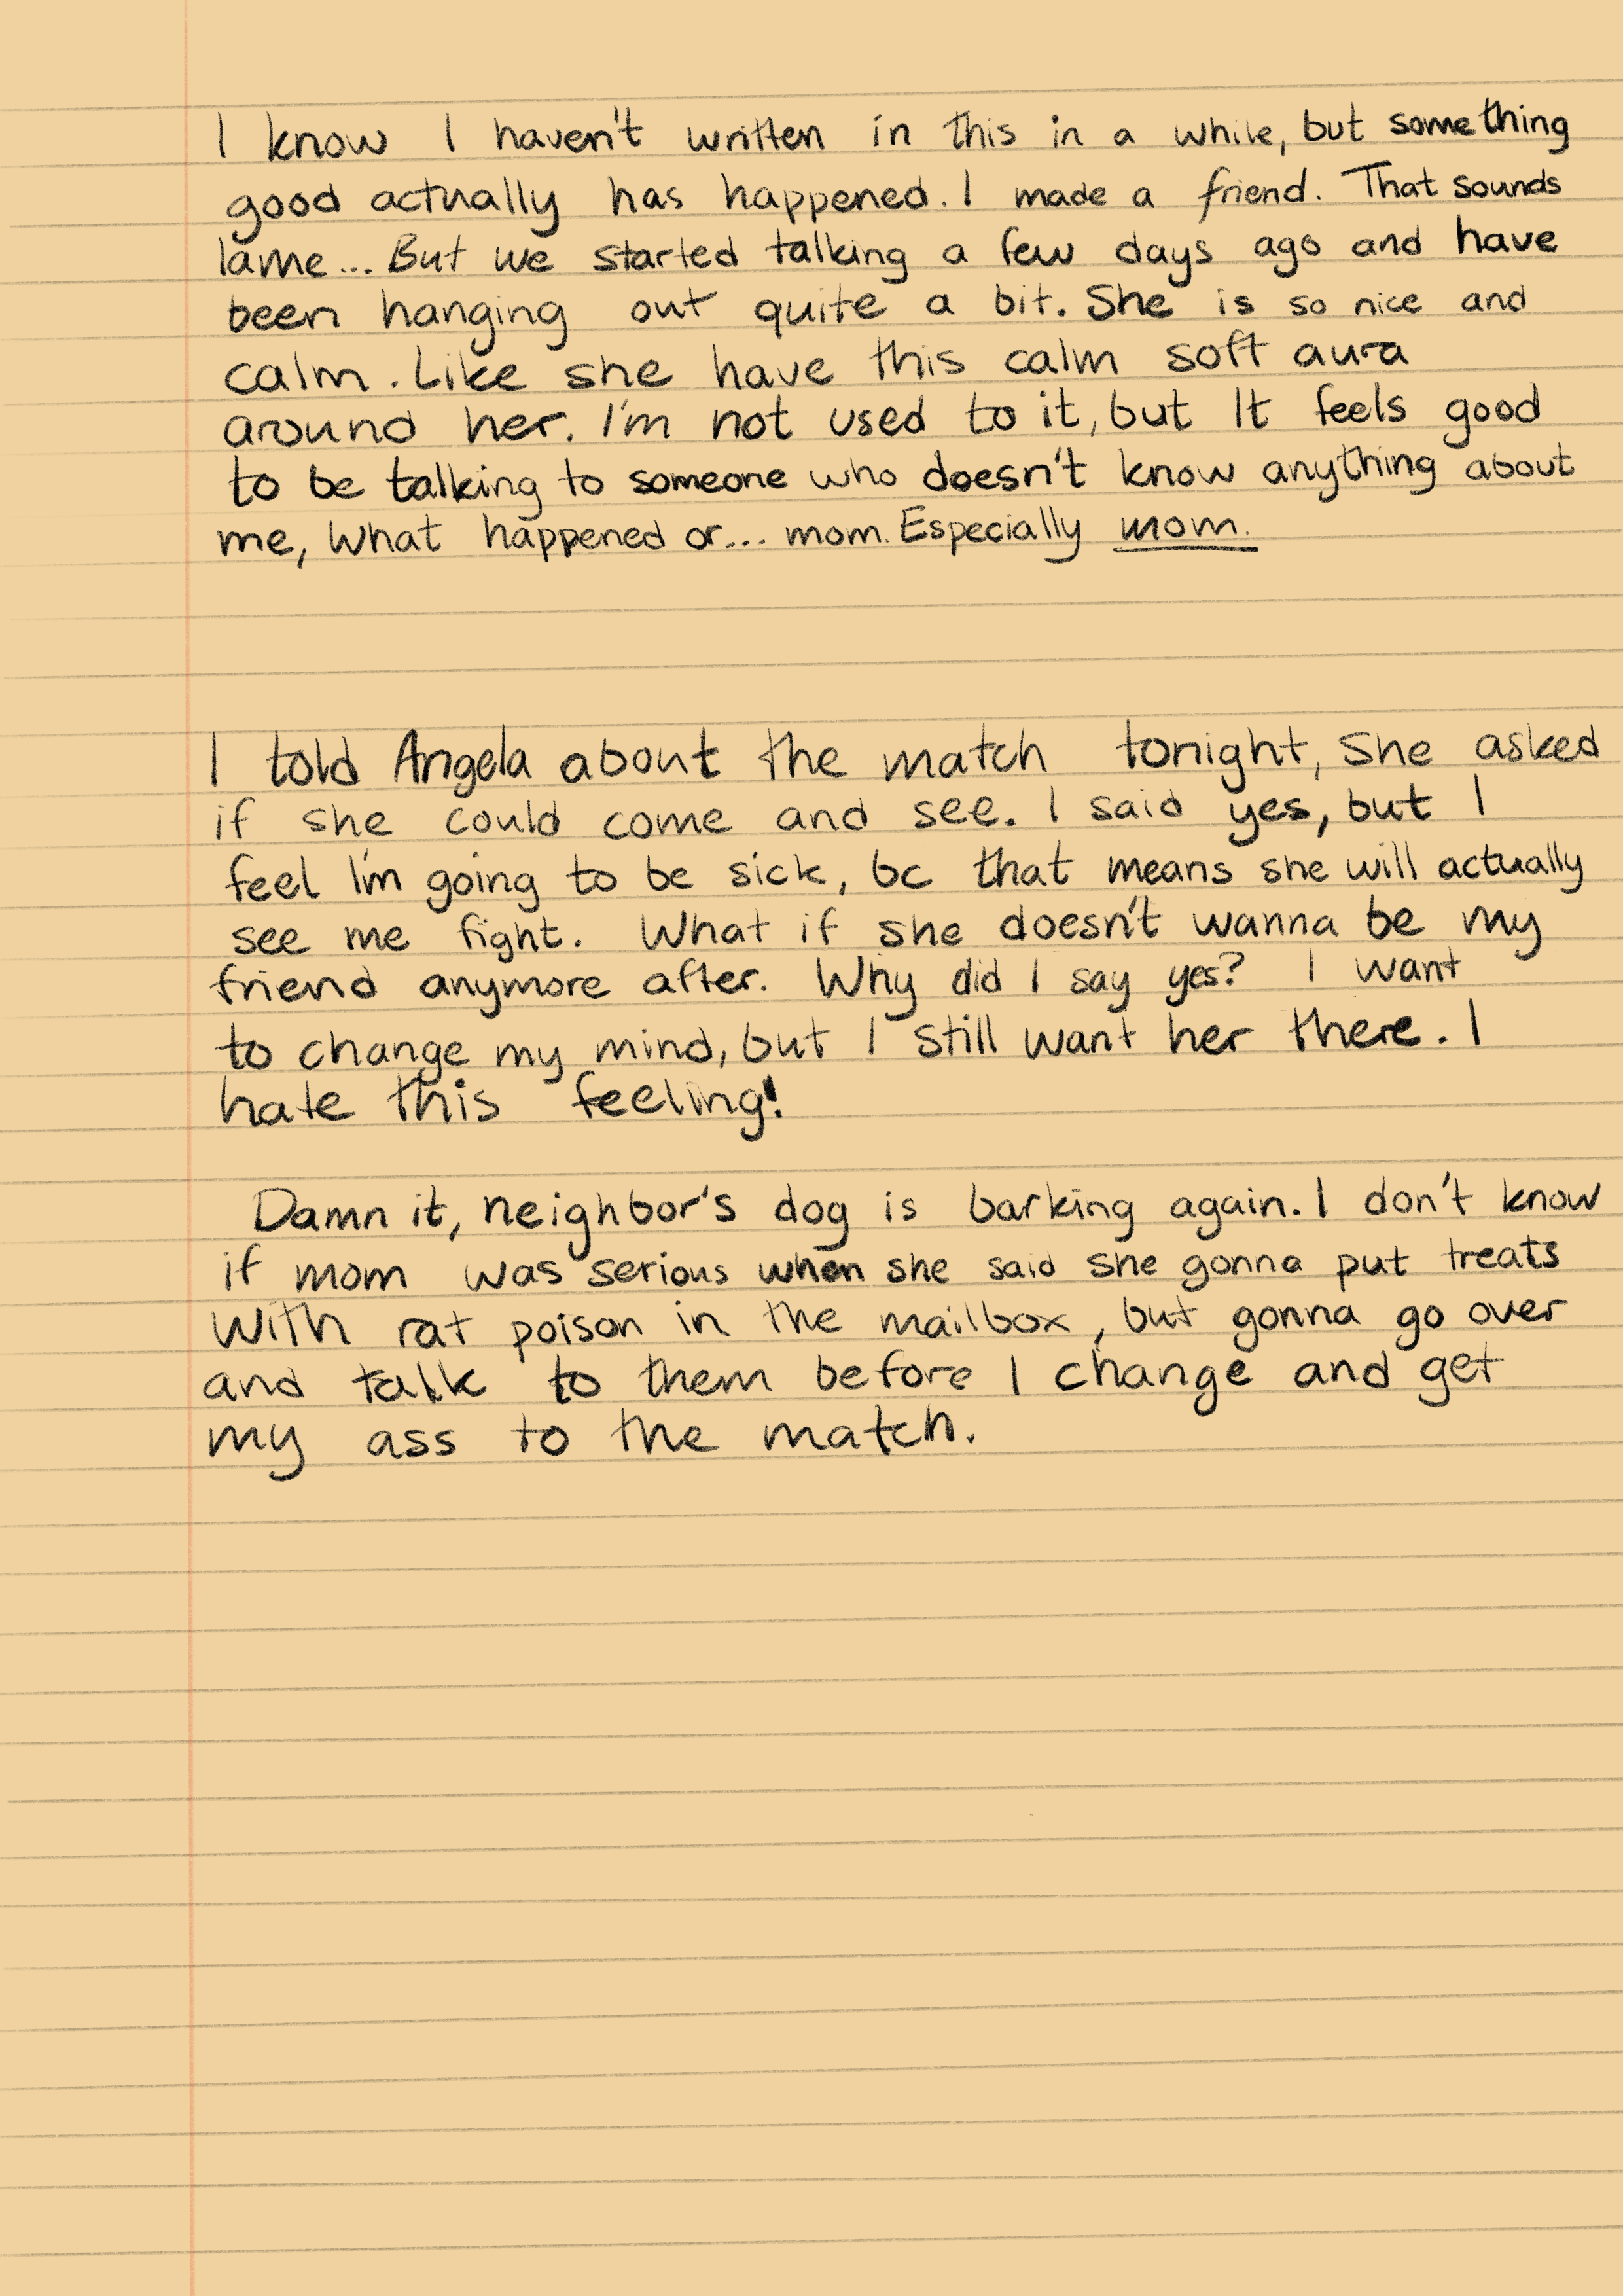 I know I haven't written in this in a while, but something
good actually has happened. I made a friend. That sounds
lame... But we started talking a few days ago and have
been hanging out quite a bit. She is so nice and
calm. Like she have this calm soft aura
around her. I'm not used to it, but It feels good
to be talking to someone who doesn't know anything about
me, What happened or... mom. Especially mom.
I told Angela about the match tonight, She asked
if she could come and see. I said yes, but I
feel I'm going to be sick, bc that means she will actually
see me fight. What if she doesn't wanna be my
friend anymore after. Why did I say yes? I want
to change my mind, but I still want her there. I
hate this feeling!
Damn it, neighbor's dog is barking again. I don't know
if mom was serious when she said she gonna put treats
With rat poison in the mailbox, but gonna go over
and talk to them before I change and get
my ass to the match.